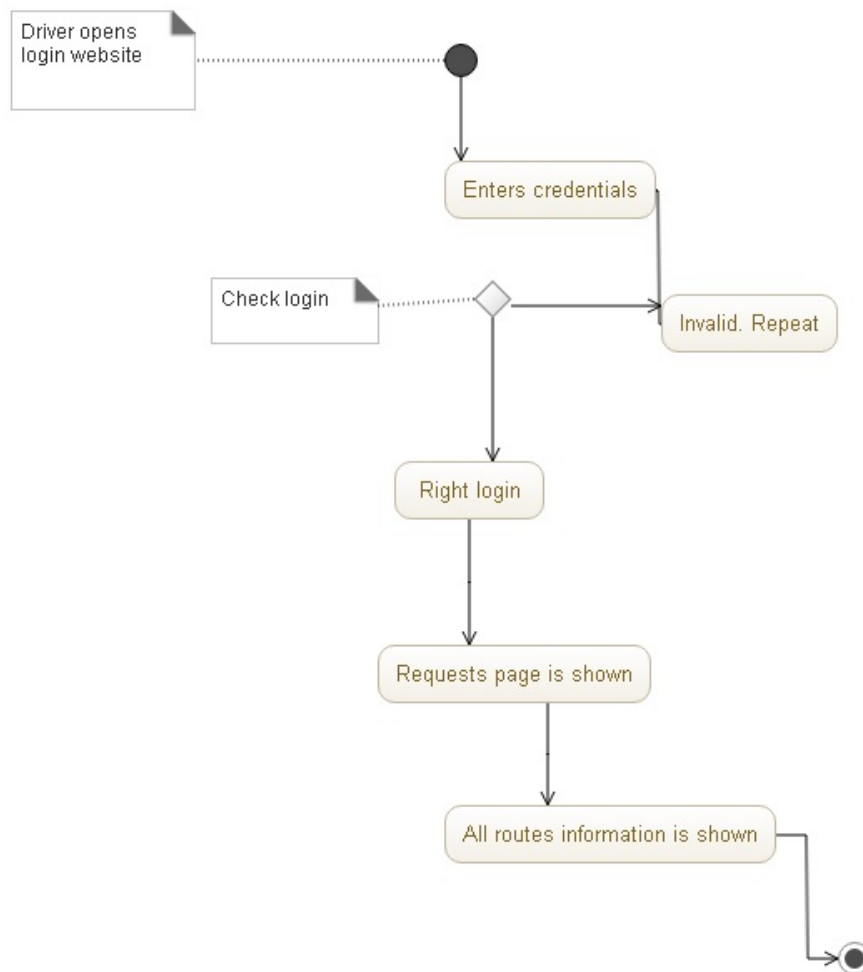 Driver opens
login website
Enters credentials
Check login
Invalid. Repeat
Right login
Requests page is shown
All routes information is shown